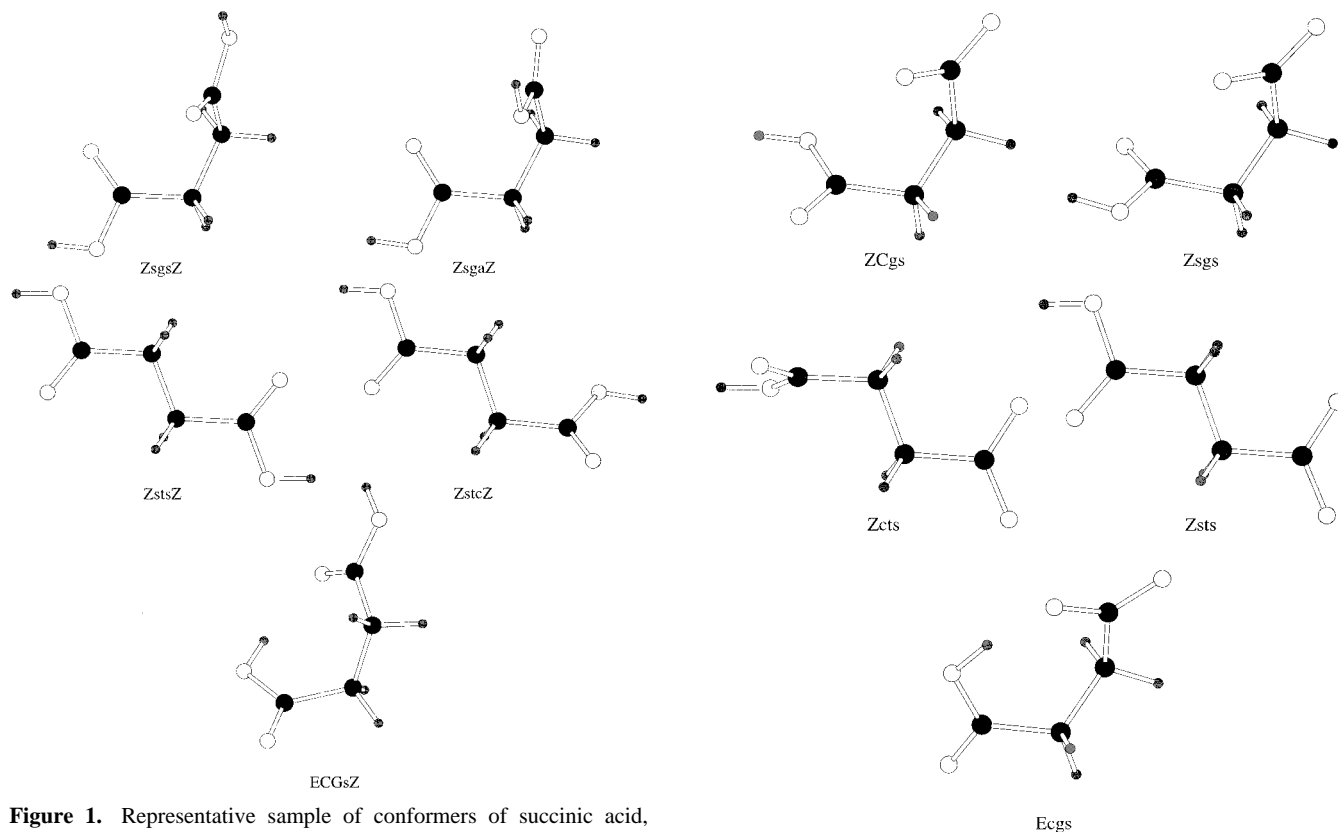 ZsgsZ
ZsgaZ
ZstsZ
ZstcZ
ECGsZ
Figure 1. Representative sample of conformers of succinic acid,
ZCgs
Zsgs
Zcts
Zsts
Ecgs